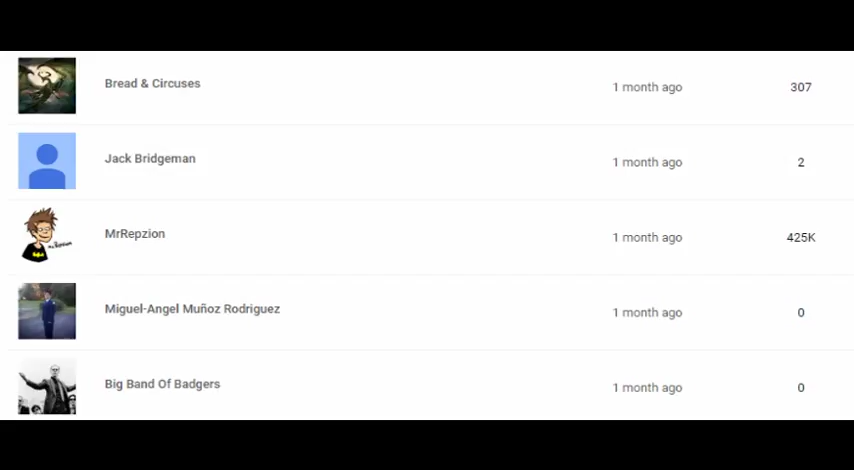 Bread & Circuses 1 month ago 307
Jack Bridgeman 1 month ago 2
MrRepzion 1 month ago 425K
Miguel-Angel Muñoz Rodriguez 1 month ago 0
Big Band Of Badgers 1 month ago 0